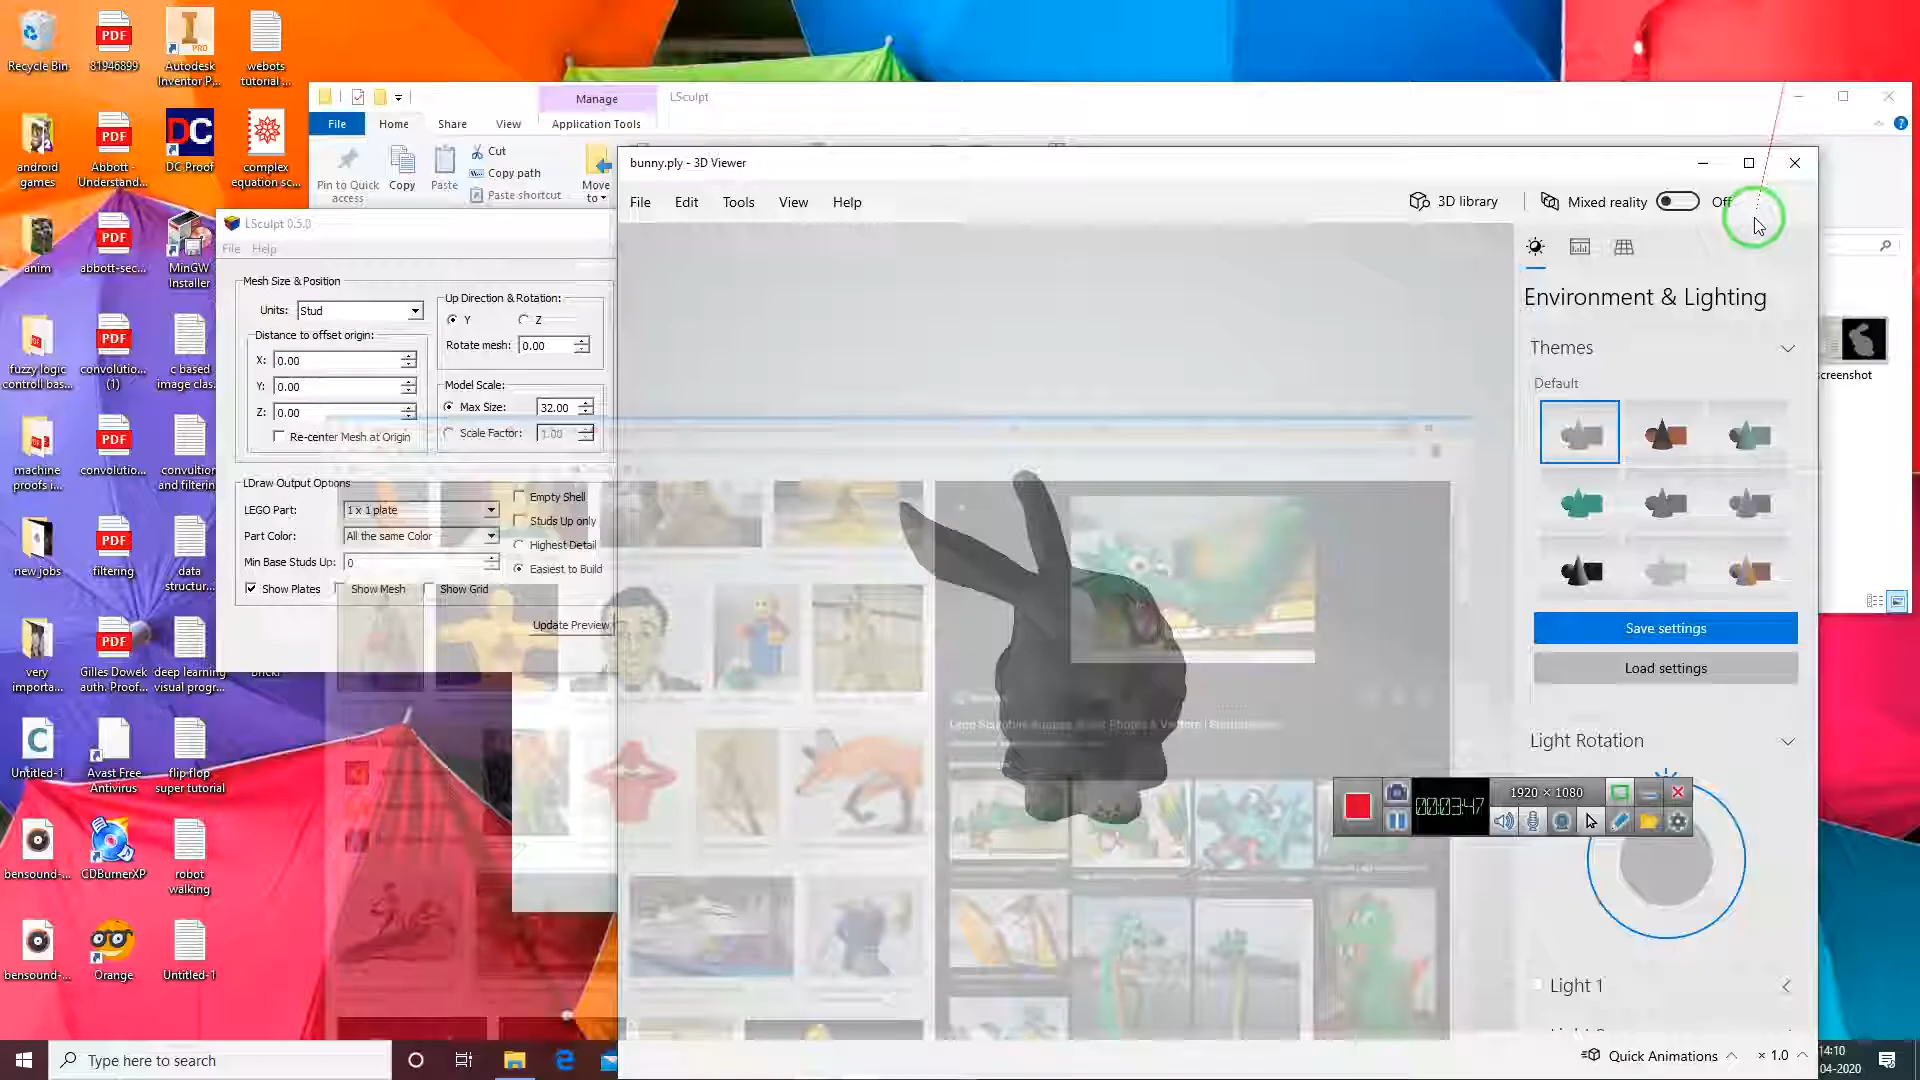 Recycle Bin
81946899
Autodesk
Inventor P...
webots
tutorial ...
android
games
Abbott -
Understand...
DC Proof
complex
equation sc...
anim
abbott-sec...
MinGW
Installer
fuzzy logic
controll bas...
convolutio...
(1)
c based
image clas...
machine
proofs i...
convolutio...
convultion
and filterin
new jobs
filtering
data
structur...
very
importa...
Gilles Dowek
auth. Proof...
deep learning
visual progr...
Untitled-1
Avast Free
Antivirus
flip flop
super tutorial
bensound-...
CDBurnerXP
robot
walking
bensound-...
Orange
Untitled-1
Manage
LSculpt
File
Home
Share
View
Application Tools
Pin to Quick
access
Copy
Paste
Cut
Copy path
Paste shortcut
Move
to
LSculpt 0.5.0
File
Help
Mesh Size & Position
Units:
Stud
Distance to offset origin:
X:
0.00
Y:
0.00
Z:
0.00
Re-center Mesh at Origin
Up Direction & Rotation:
Y
Z
Rotate mesh:
0.00
Model Scale:
Max Size:
32.00
Scale Factor:
1.00
LDraw Output Options
LEGO Part:
1 x 1 plate
Part Color:
All the same Color
Min Base Studs Up:
0
Empty Shell
Studs Up only
Highest Detail
Easiest to Build
Show Plates
Show Mesh
Show Grid
Update Preview
bunny.ply - 3D Viewer
File
Edit
Tools
View
Help
3D library
Mixed reality
Off
Environment & Lighting
Themes
Default
Save settings
Load settings
Light Rotation
Light 1
Quick Animations
× 1.0
00:03:47
1920 × 1080
screenshot
Type here to search
14:10
04-2020